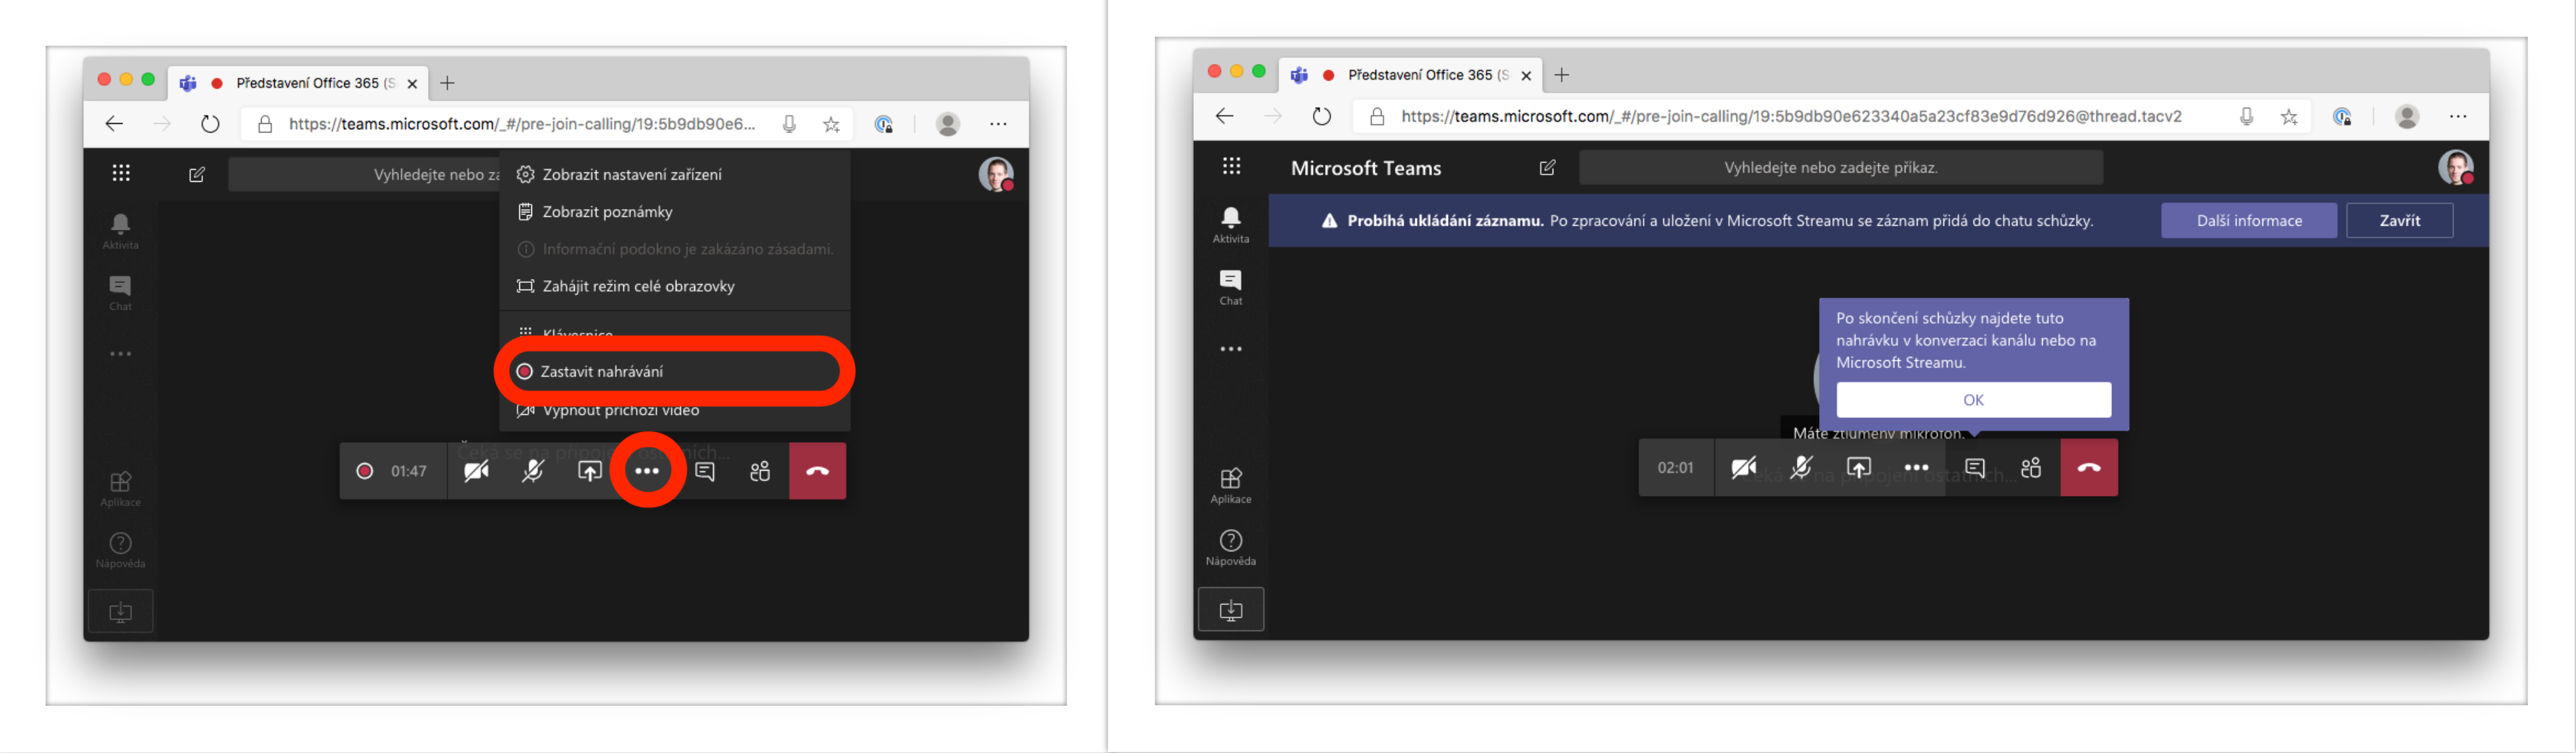 Představení Office 365 (S
https://teams.microsoft.com/_#/pre-join-calling/19:5b9db90e6...
Vyhledejte nebo za
Zobrazit nastavení zařízení
Zobrazit poznámky
Informační podokno je zakázáno zásadami.
Zahájit režim celé obrazovky
Klávesnice
Zastavit nahrávání
Vypnout příchozí video
Aktivita
Chat
Aplikace
Nápověda
Čeká se na připojení ostatních...
01:47
Představení Office 365 (S
https://teams.microsoft.com/_#/pre-join-calling/19:5b9db90e623340a5a23cf83e9d76d926@thread.tacv2
Microsoft Teams
Vyhledejte nebo zadejte příkaz.
Probíhá ukládání záznamu. Po zpracování a uložení v Microsoft Streamu se záznam přidá do chatu schůzky.
Další informace
Zavřít
Aktivita
Chat
Aplikace
Nápověda
Po skončení schůzky najdete tuto
nahrávku v konverzaci kanálu nebo na
Microsoft Streamu.
OK
Máte ztlumený mikrofon.
02:01
Čeká se na připojení ostatních...